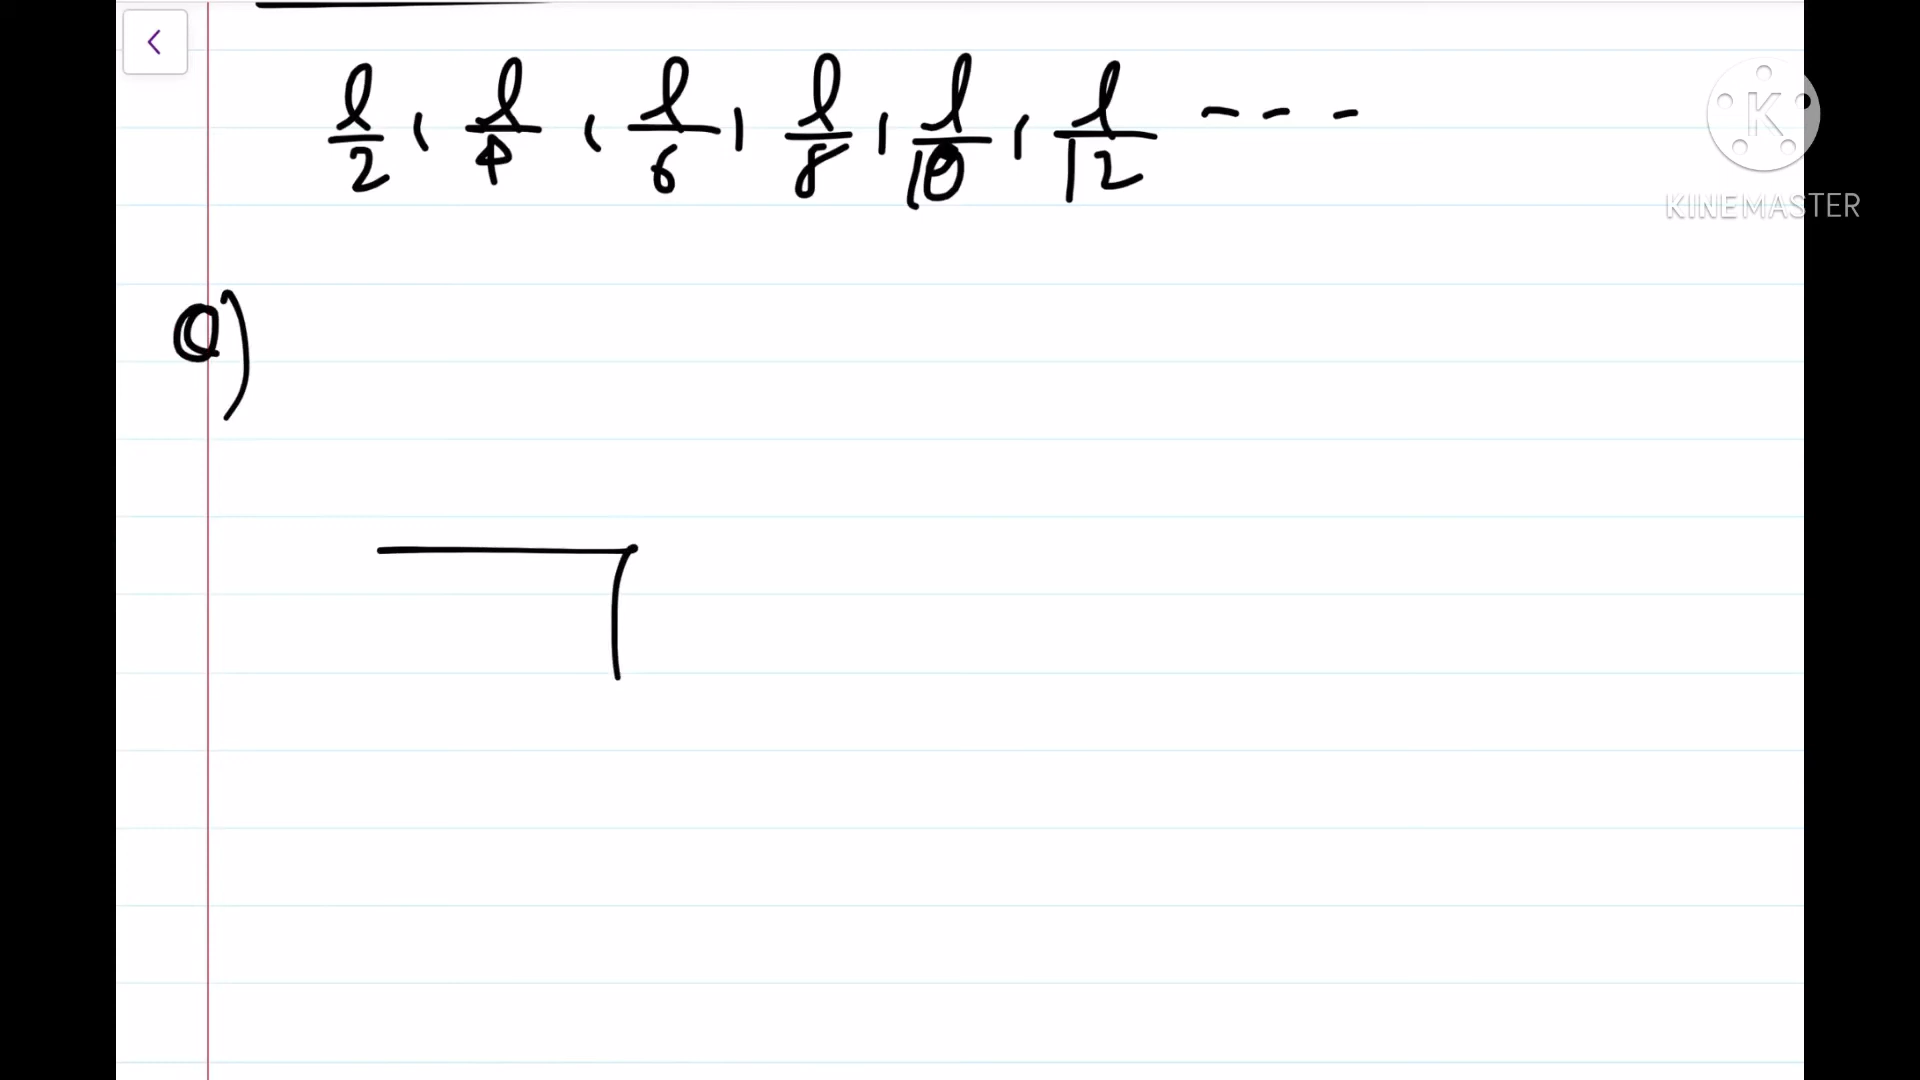 l/2, l/4, l/6, l/8, l/10, l/12 ---
K
KINEMASTER
Q)